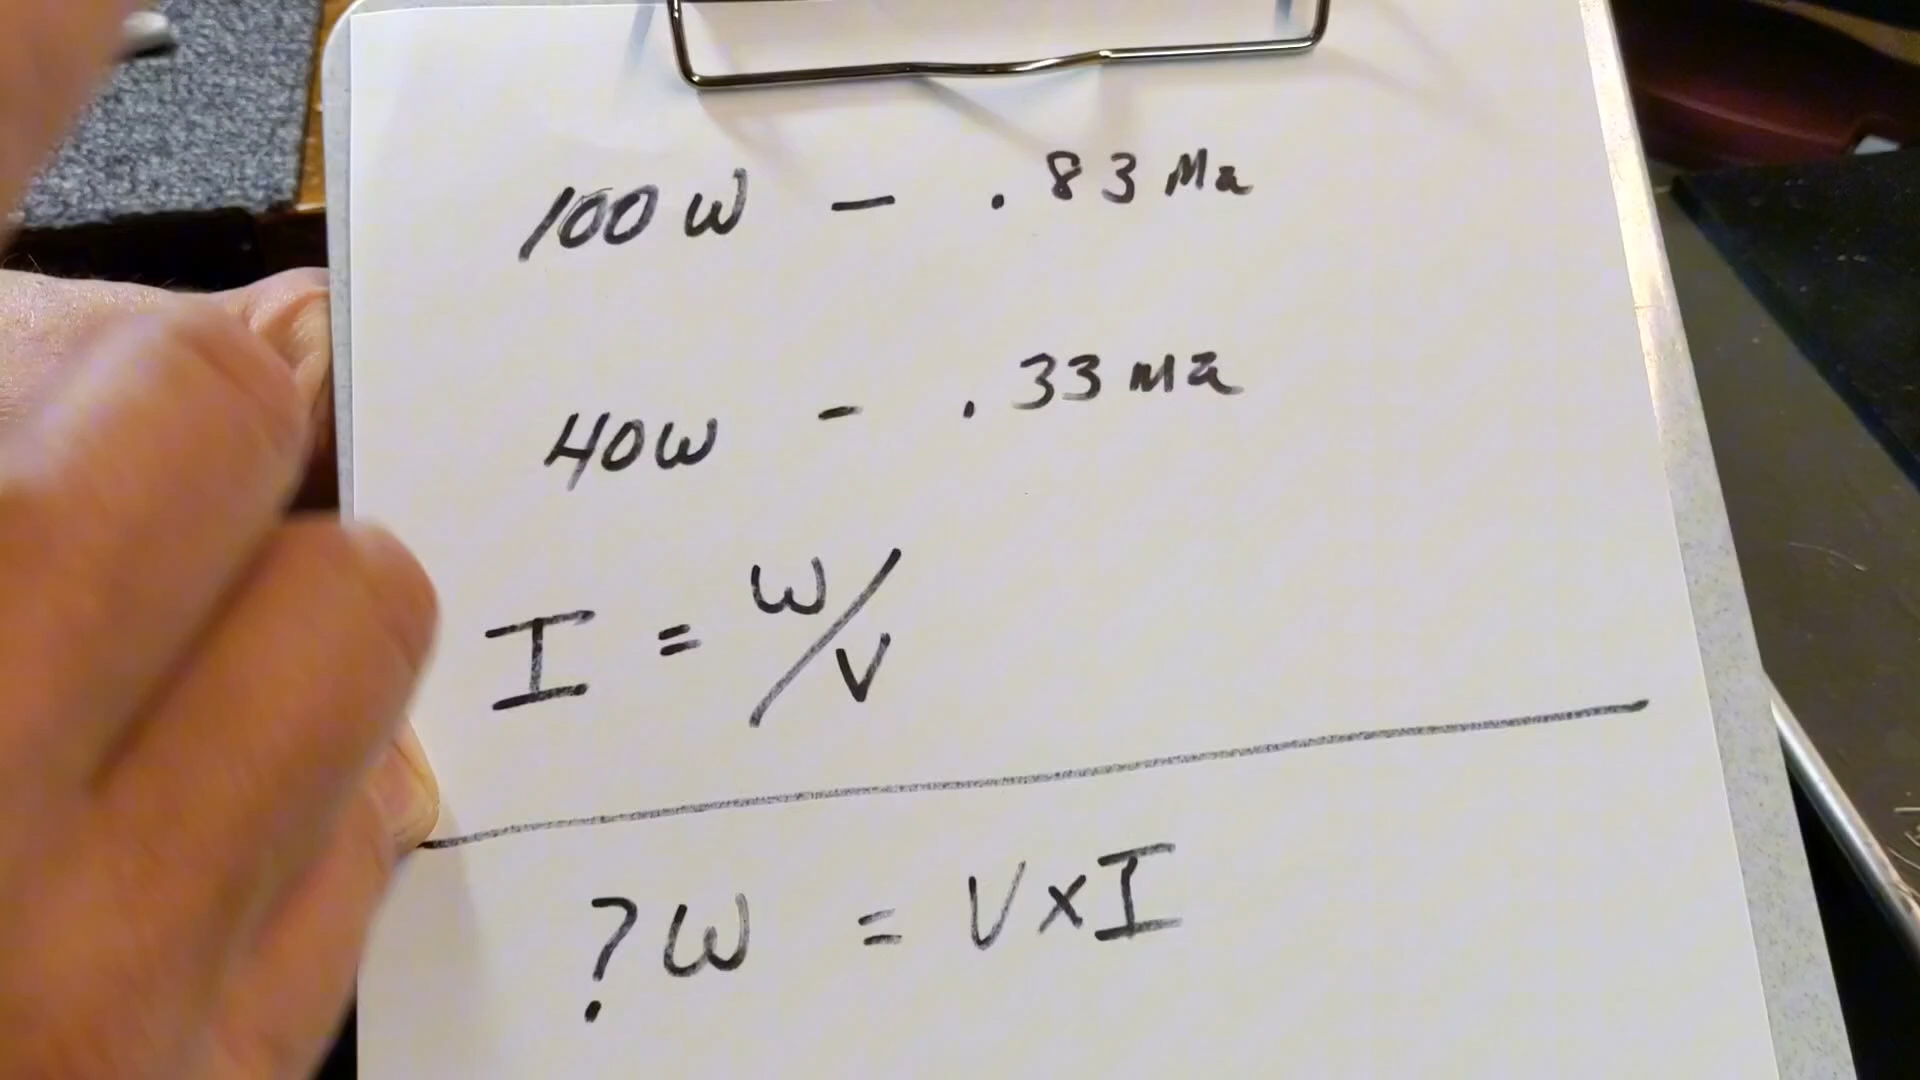 100 W - .83 Ma
40W - .33 Ma
I = W/V
? W = V x I